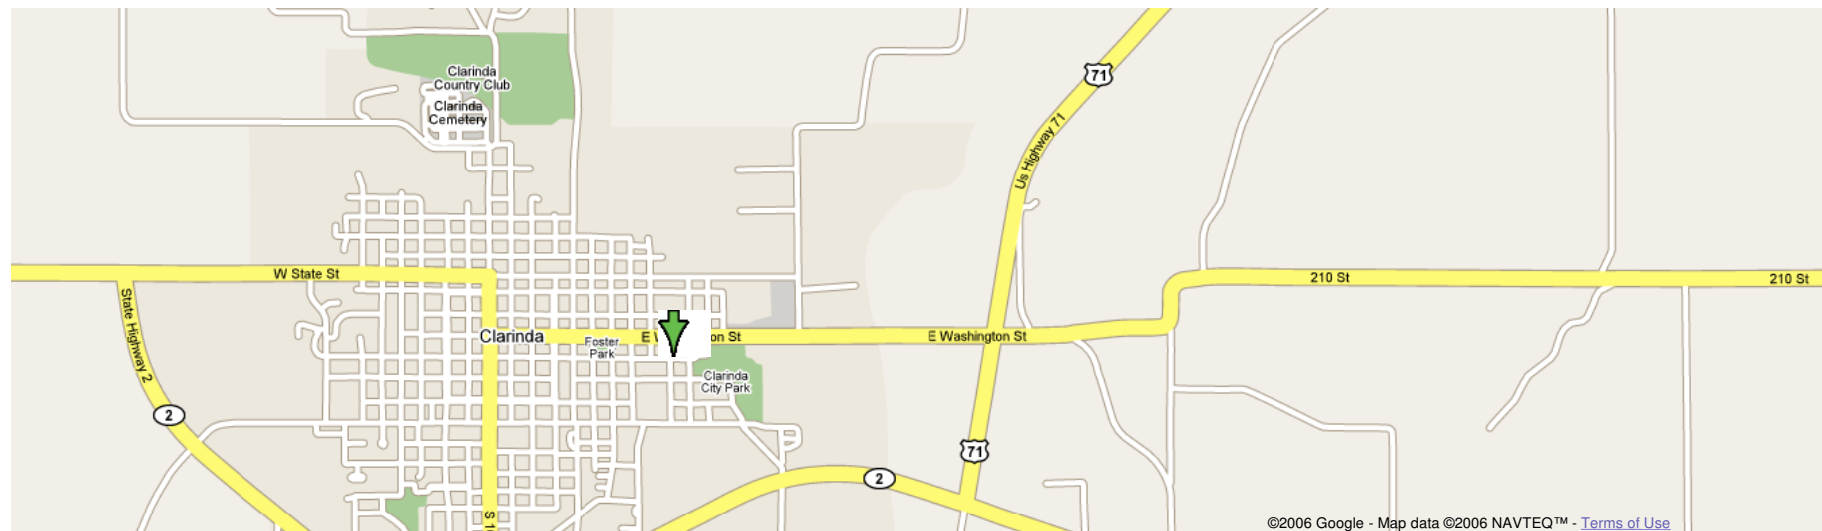 Clarinda
Country Club
Clarinda
Cemetery
71
Us Highway 71
W State St
210 St
210 St
State Highway 2
Clarinda
Foster
Park
E W on St
E Washington St
Clarinda
City Park
2
71
2
S 1
©2006 Google - Map data ©2006 NAVTEQ™ - Terms of Use